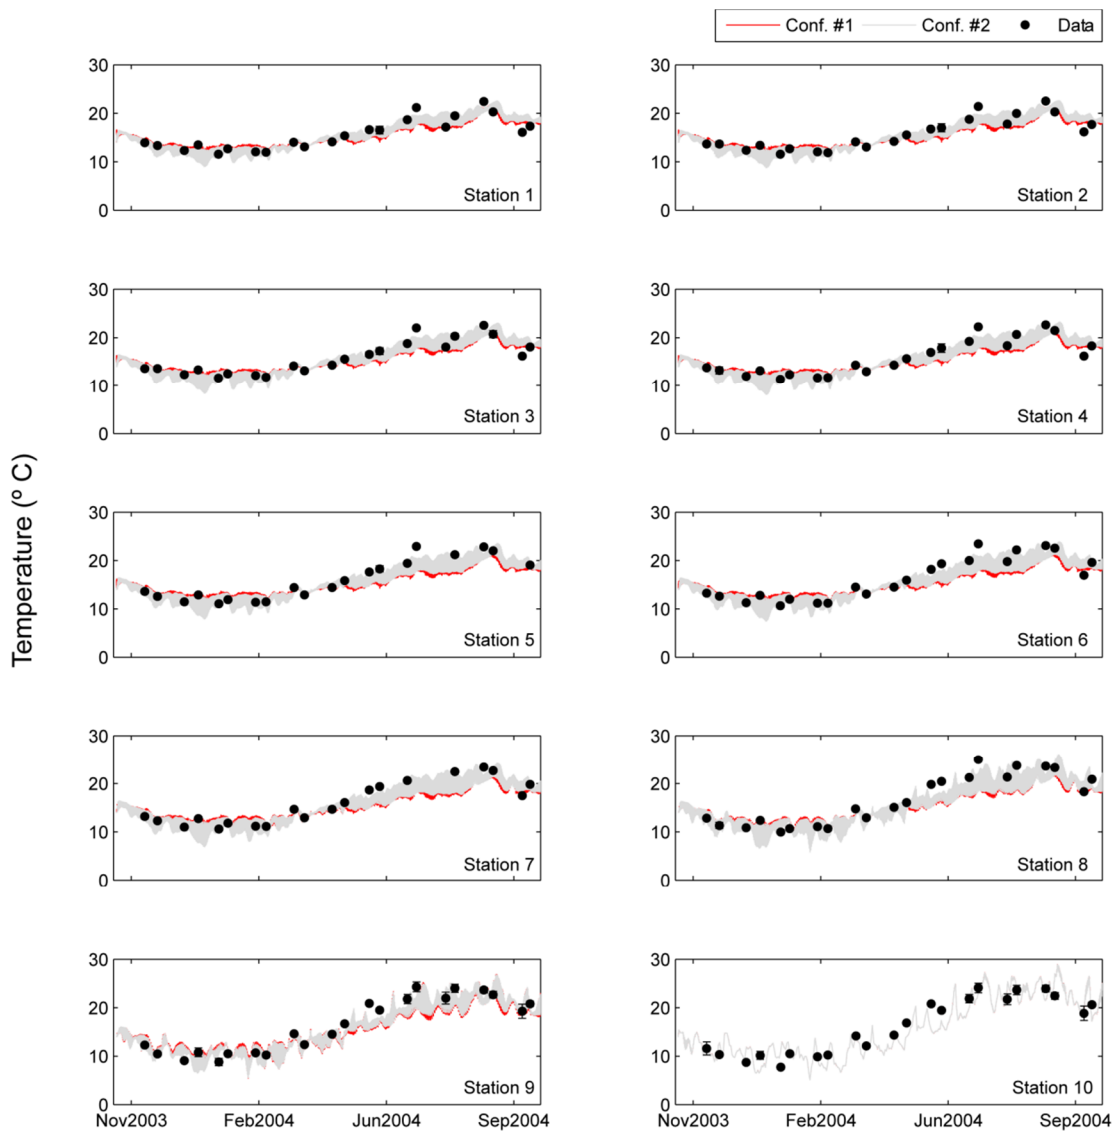 Conf. #1 Conf. #2 Data
30 30
20 20
10 10
0 0
Station 1 Station 2
30 30
20 20
10 10
0 0
Station 3 Station 4
Temperature (º C)
30 30
20 20
10 10
0 0
Station 5 Station 6
30 30
20 20
10 10
0 0
Station 7 Station 8
30 30
20 20
10 10
0 0
Station 9 Station 10
Nov2003 Feb2004 Jun2004 Sep2004 Nov2003 Feb2004 Jun2004 Sep2004